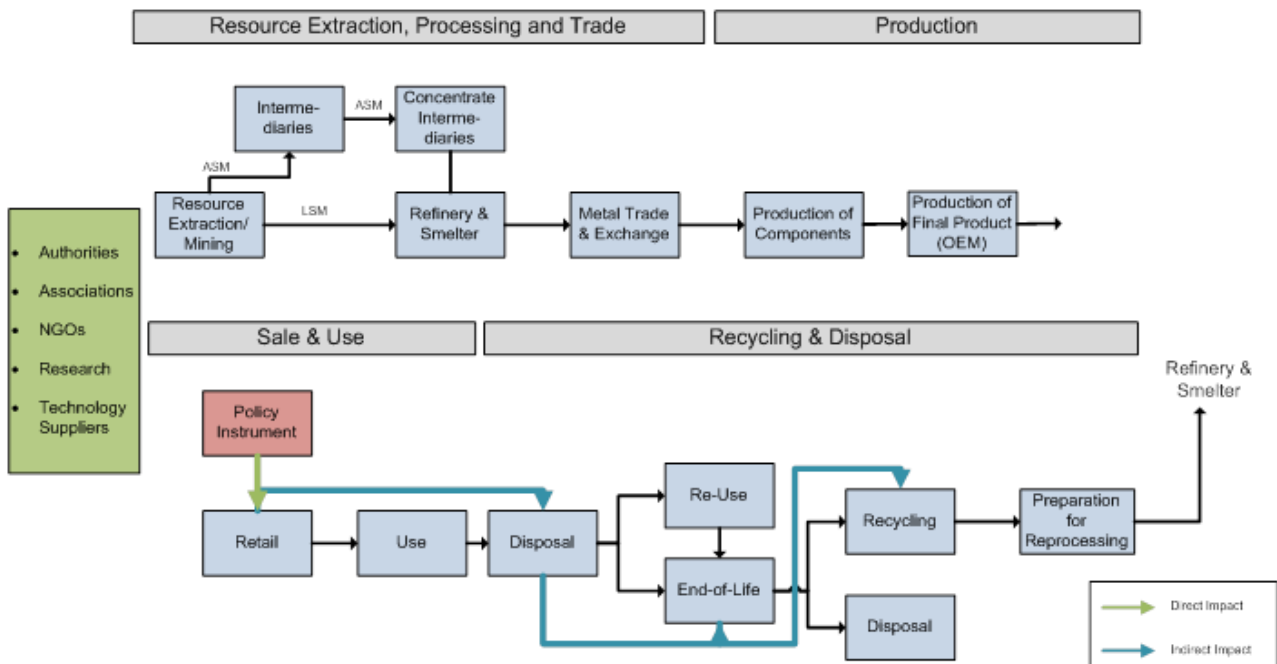 Resource Extraction, Processing and Trade
Production
Interme-
diaries
ASM
Concentrate
Interme-
diaries
ASM
Resource
Extraction/
Mining
LSM
Refinery &
Smelter
Metal Trade
& Exchange
Production of
Components
Production of
Final Product
(OEM)
• Authorities
• Associations
• NGOs
• Research
• Technology
Suppliers
Sale & Use
Recycling & Disposal
Refinery &
Smelter
Policy
Instrument
Retail
Use
Disposal
Re-Use
End-of-Life
Recycling
Disposal
Preparation
for
Reprocessing
Direct Impact
Indirect Impact